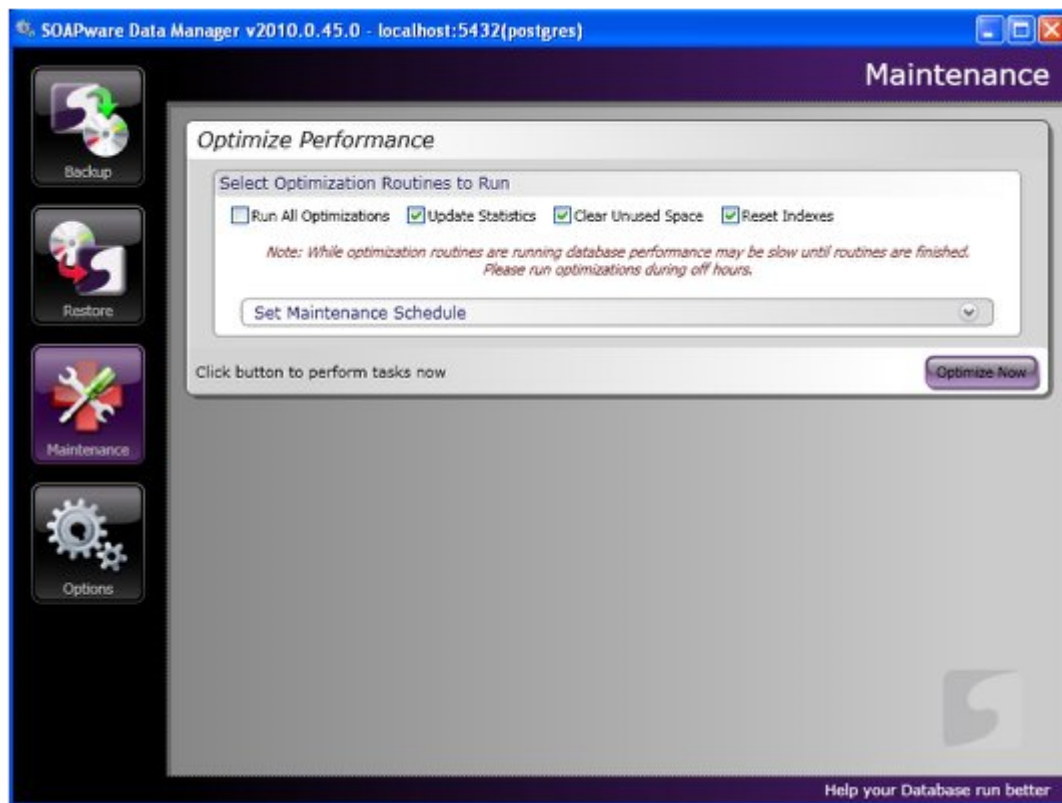 SOAPware Data Manager v2010.0.45.0 - localhost:5432(postgres)
Maintenance
Backup
Restore
Maintenance
Options
Optimize Performance
Select Optimization Routines to Run
Run All Optimizations Update Statistics Clear Unused Space Reset Indexes
Note: While optimization routines are running database performance may be slow until routines are finished.
Please run optimizations during off hours.
Set Maintenance Schedule
Click button to perform tasks now
Optimize Now
Help your Database run better